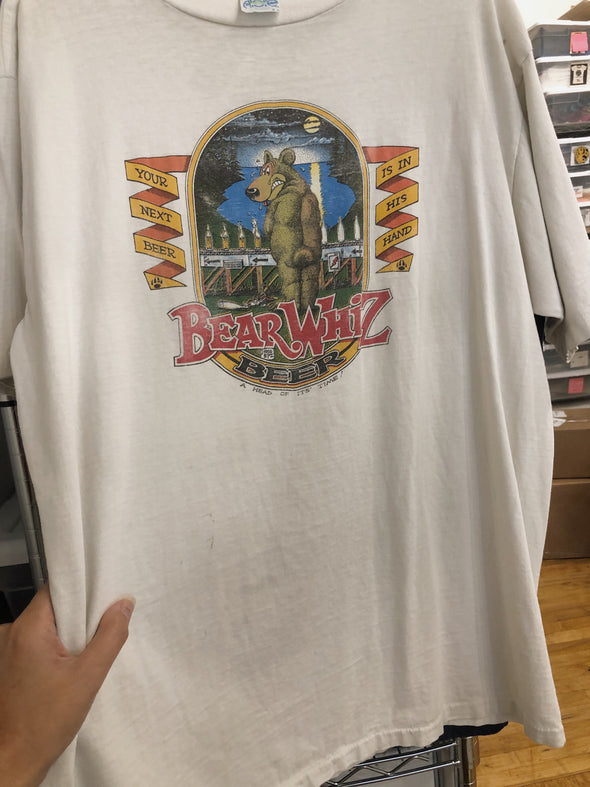 YOUR
NEXT
BEER
IS IN
HIS
HAND
BEAR WHIZ
BEER
A HEAD OF ITS' TIME!